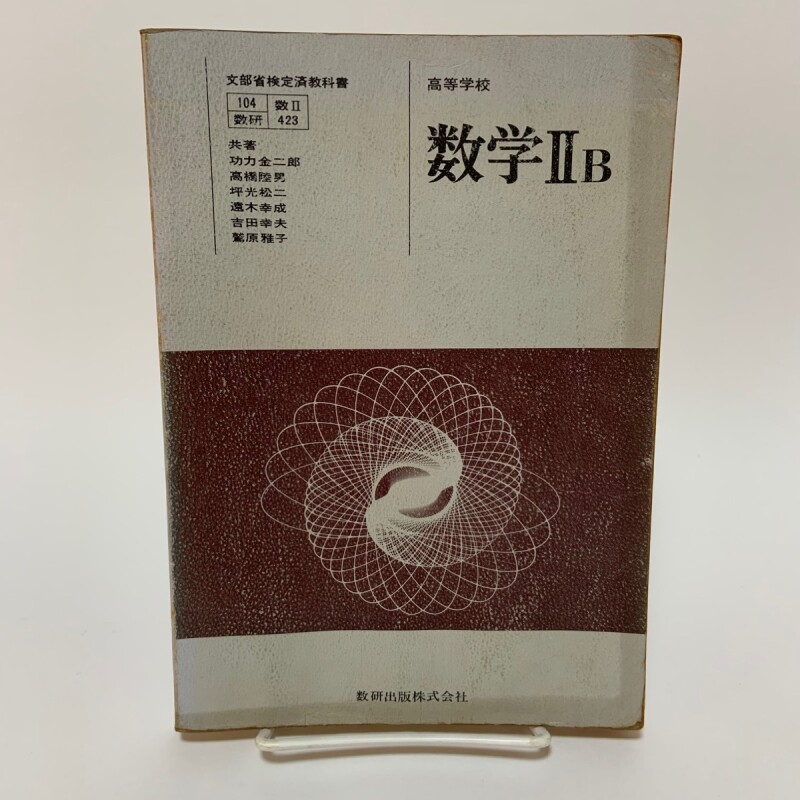 文部省検定済教科書
104 数Ⅱ
数研 423
共著
功力金二郎
高橋陸男
坪光松二
遠木幸成
吉田幸夫
鷲原雅子
高等学校
数学ⅡB
数研出版株式会社